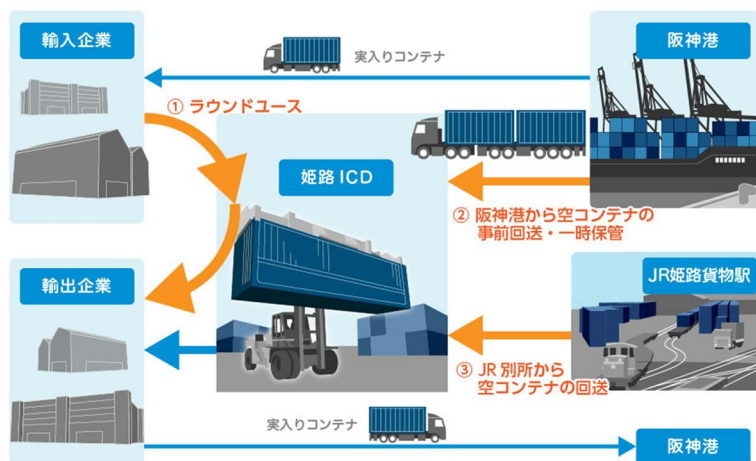 輸入企業
実入りコンテナ
阪神港
① ラウンドユース
姫路 ICD
② 阪神港から空コンテナの
事前回送・一時保管
輸出企業
JR姫路貨物駅
③ JR 別所から
空コンテナの回送
実入りコンテナ
阪神港